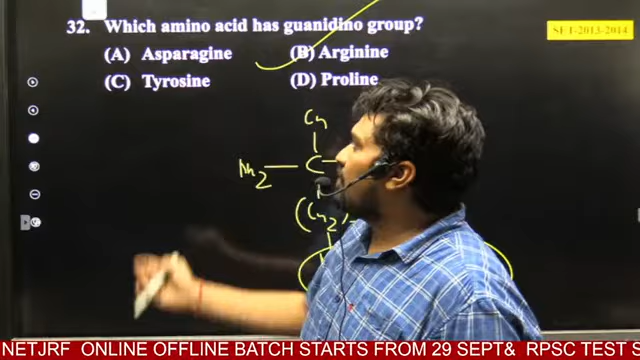 32. Which amino acid has guanidino group?
SET-2013-2014
(A) Asparagine (B) Arginine
(C) Tyrosine (D) Proline
NH2 — C —
NETJRF ONLINE OFFLINE BATCH STARTS FROM 29 SEPT& RPSC TEST S